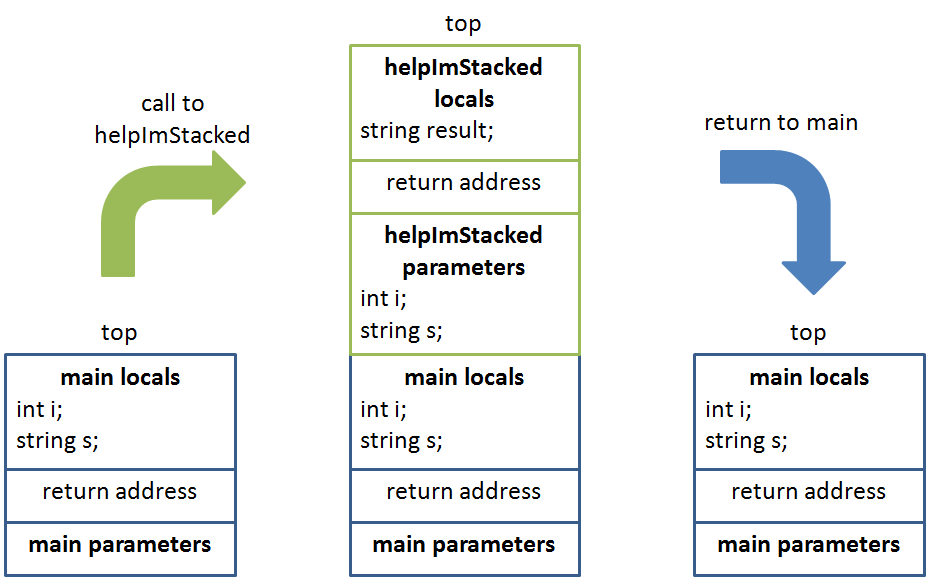 top
helpImStacked
locals
string result;
return address
helpImStacked
parameters
int i;
string s;
main locals
int i;
string s;
return address
main parameters
call to
helpImStacked
top
main locals
int i;
string s;
return address
main parameters
return to main
top
main locals
int i;
string s;
return address
main parameters